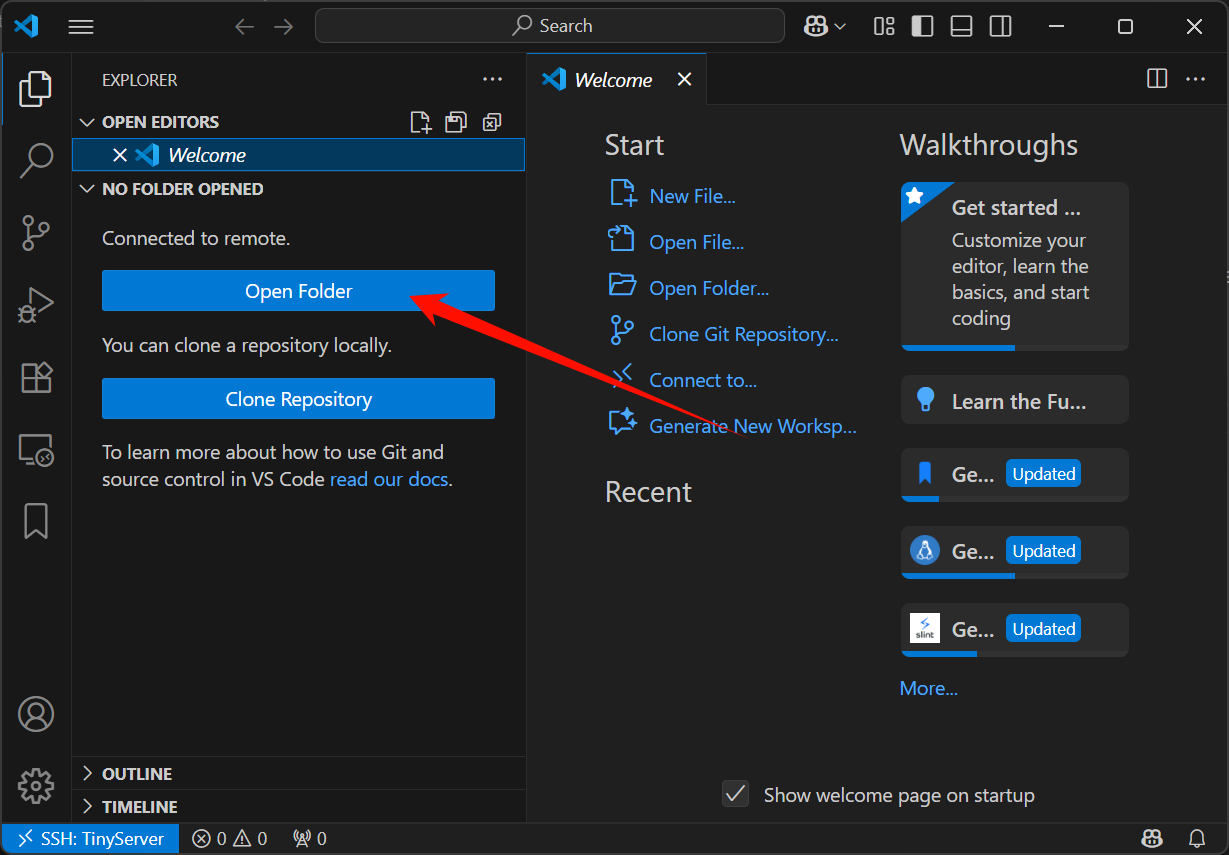 Search
EXPLORER
Welcome
OPEN EDITORS
Welcome
NO FOLDER OPENED
Connected to remote.
Open Folder
You can clone a repository locally.
Clone Repository
To learn more about how to use Git and
source control in VS Code read our docs.
OUTLINE
TIMELINE
Start
New File...
Open File...
Open Folder...
Clone Git Repository...
Connect to...
Generate New Worksp...
Recent
Walkthroughs
Get started ...
Customize your
editor, learn the
basics, and start
coding
Learn the Fu...
Ge... Updated
Ge... Updated
slint Ge... Updated
More...
Show welcome page on startup
SSH: TinyServer 0 0 0